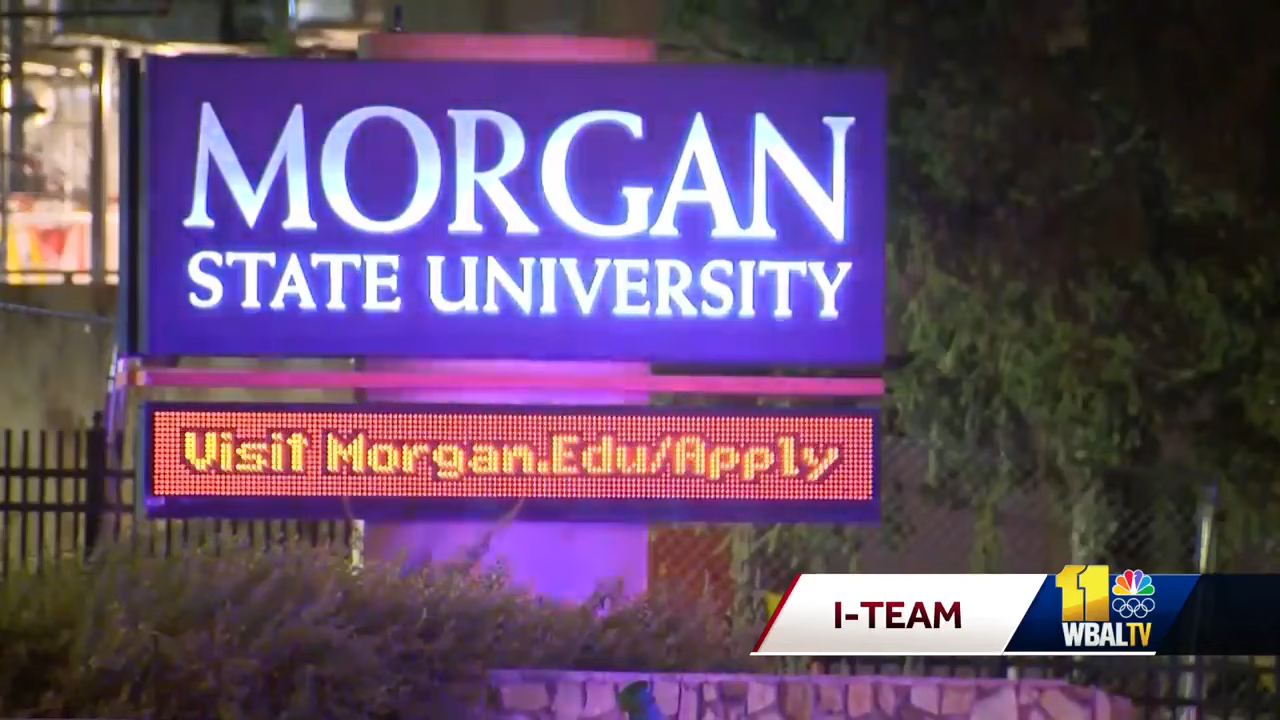 MORGAN
STATE UNIVERSITY
Visit Morgan.Edu/Apply
I-TEAM
11
WBALTV